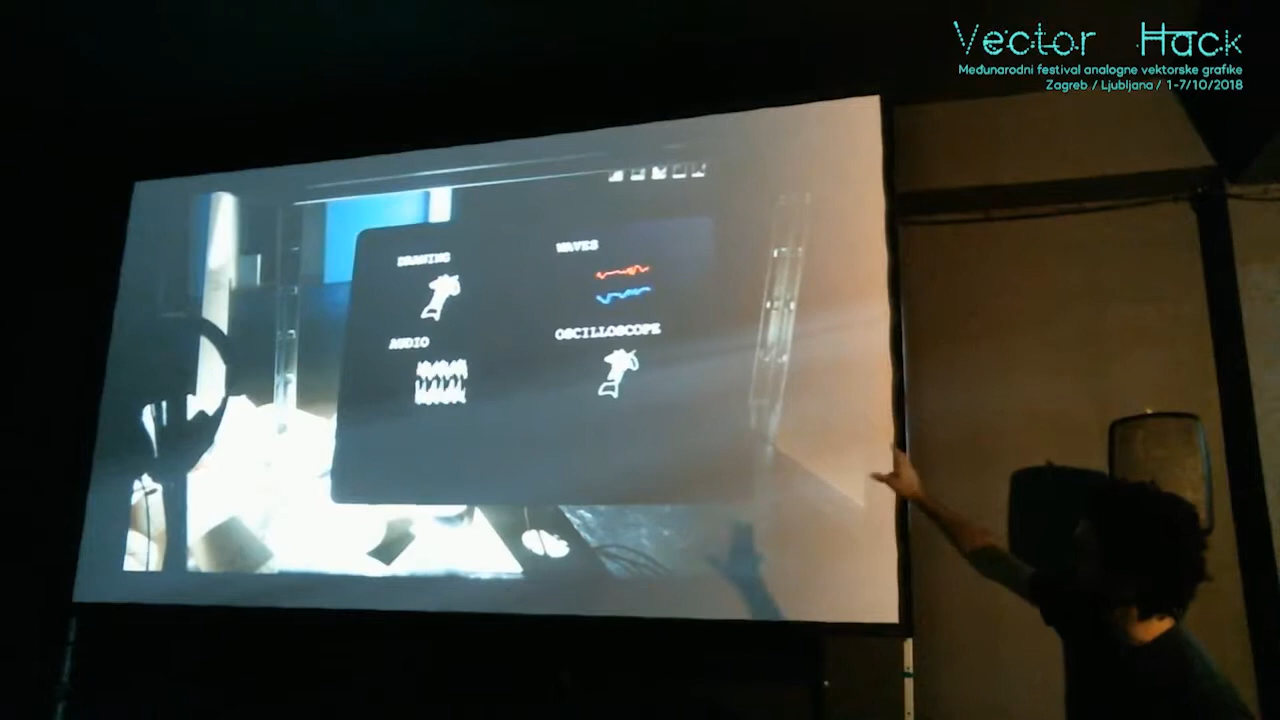 Vector Hack
Međunarodni festival analogne vektorske grafike
Zagreb / Ljubljana / 1-7/10/2018
DRAWING
WAVES
AUDIO
OSCILLOSCOPE